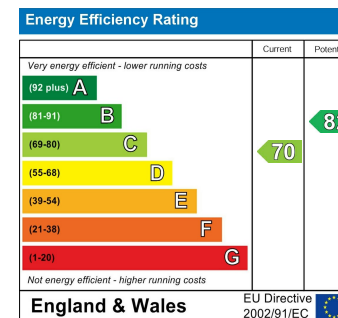 Energy Efficiency Rating
Current
Very energy efficient - lower running costs
(92 plus) A
(81-91) B
(69-80) C
70
(55-68) D
(39-54) E
(21-38) F
(1-20) G
Not energy efficient - higher running costs
England & Wales
EU Directive
2002/91/EC